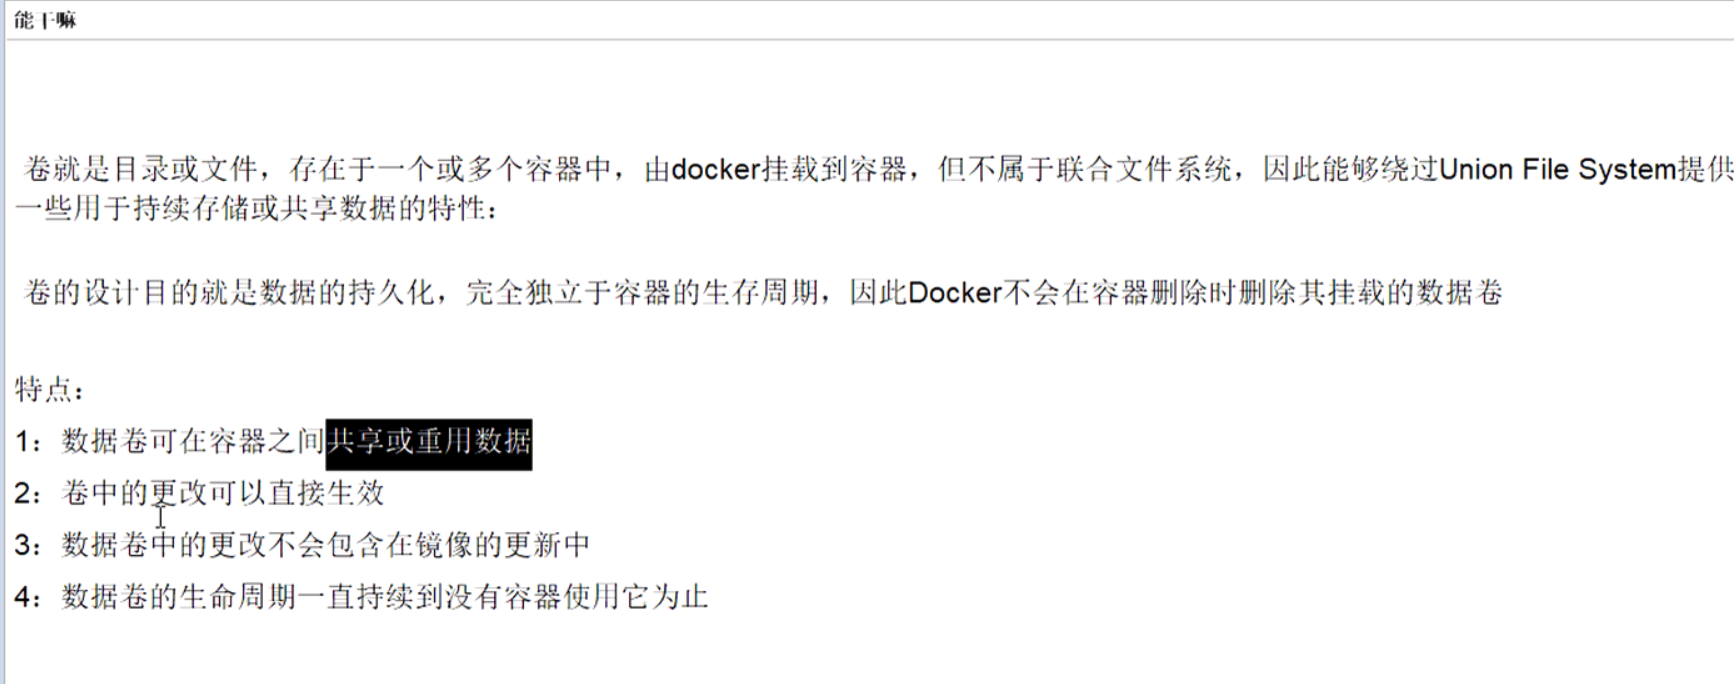 能干嘛
卷就是目录或文件，存在于一个或多个容器中，由docker挂载到容器，但不属于联合文件系统，因此能够绕过Union File System提供
一些用于持续存储或共享数据的特性：
卷的设计目的就是数据的持久化，完全独立于容器的生存周期，因此Docker不会在容器删除时删除其挂载的数据卷
特点：
1：数据卷可在容器之间共享或重用数据
2：卷中的更改可以直接生效
3：数据卷中的更改不会包含在镜像的更新中
4：数据卷的生命周期一直持续到没有容器使用它为止